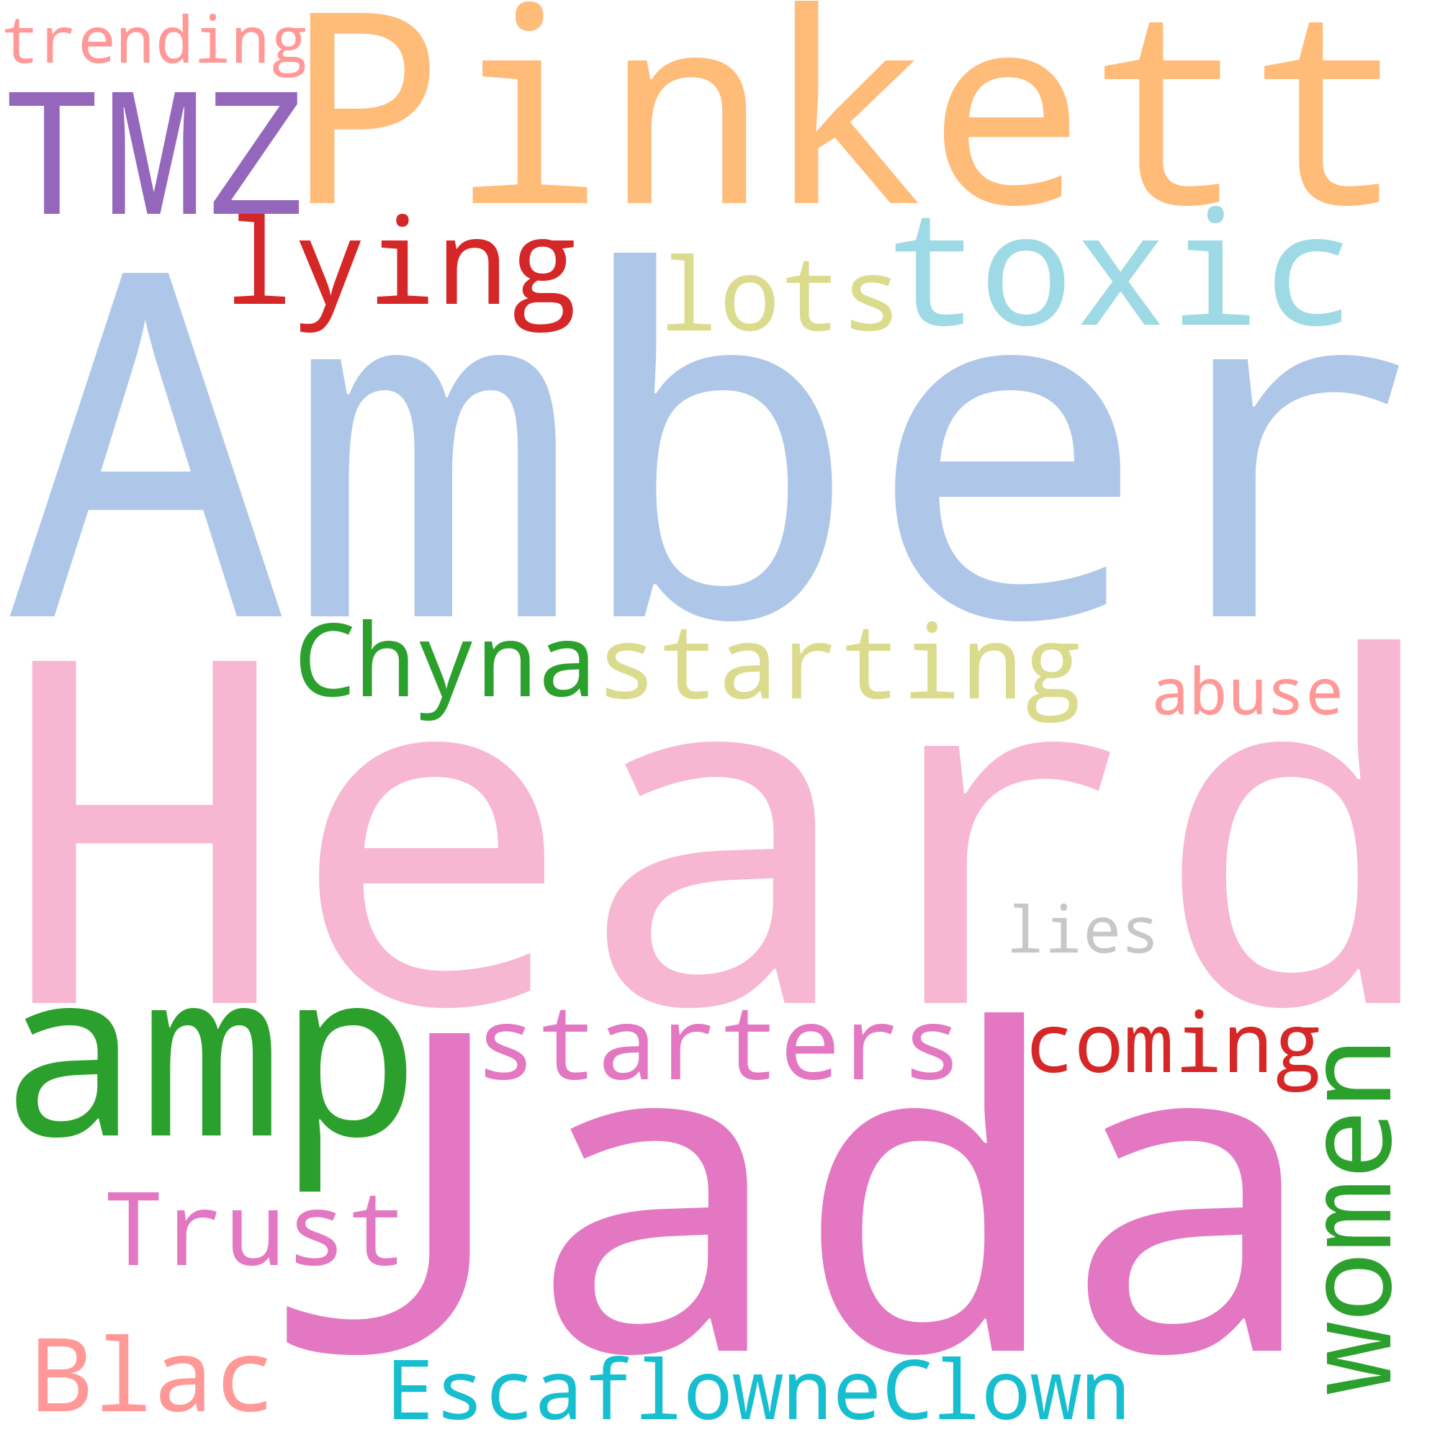 trending
Pinkett
TMZ
lying
lots
toxic
Amber
Chyna
starting
abuse
Heard
lies
amp
starters
coming
women
Jada
Trust
Blac
EscaflowneClown